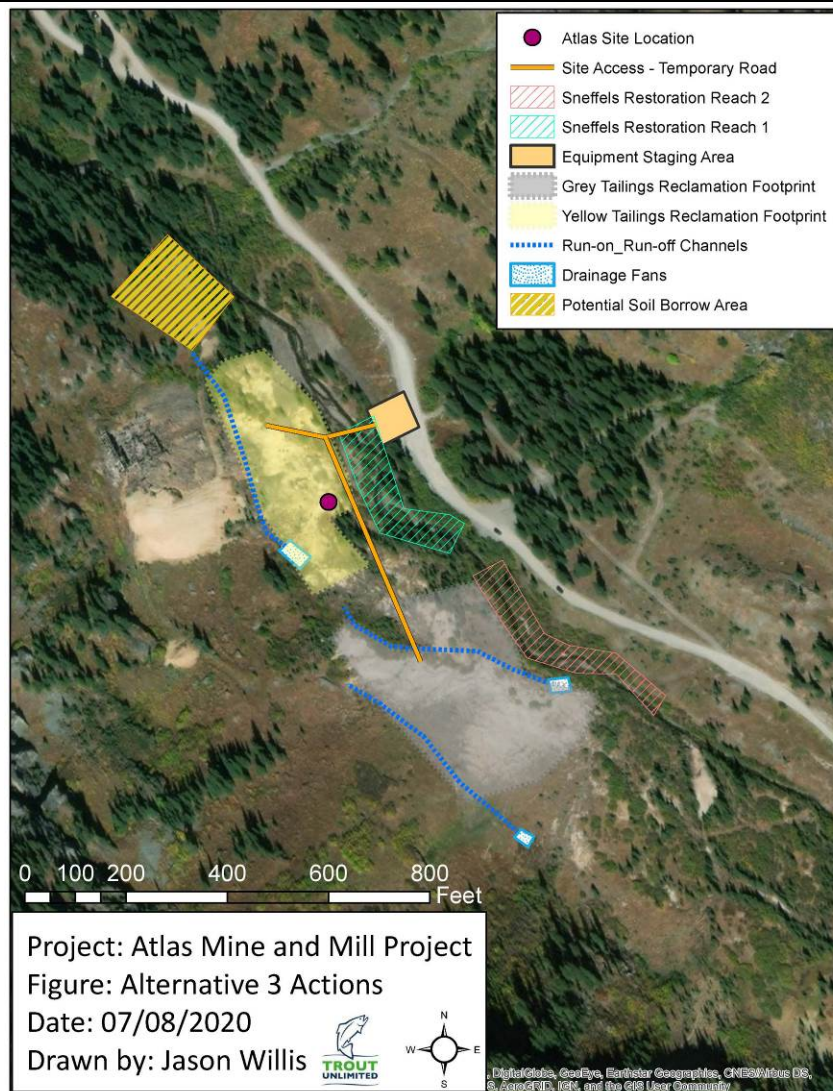 Atlas Site Location
Site Access - Temporary Road
Sneffels Restoration Reach 2
Sneffels Restoration Reach 1
Equipment Staging Area
Grey Tailings Reclamation Footprint
Yellow Tailings Reclamation Footprint
Run-on_Run-off Channels
Drainage Fans
Potential Soil Borrow Area
0 100 200 400 600 800
Feet
Project: Atlas Mine and Mill Project
Figure: Alternative 3 Actions
Date: 07/08/2020
Drawn by: Jason Willis
TROUT
UNLIMITED
N
W E
S
, DigitalGlobe, GeoEye, Earthstar Geographics, CNES/Airbus DS,
S, AeroGRID, IGN, and the GIS User Community